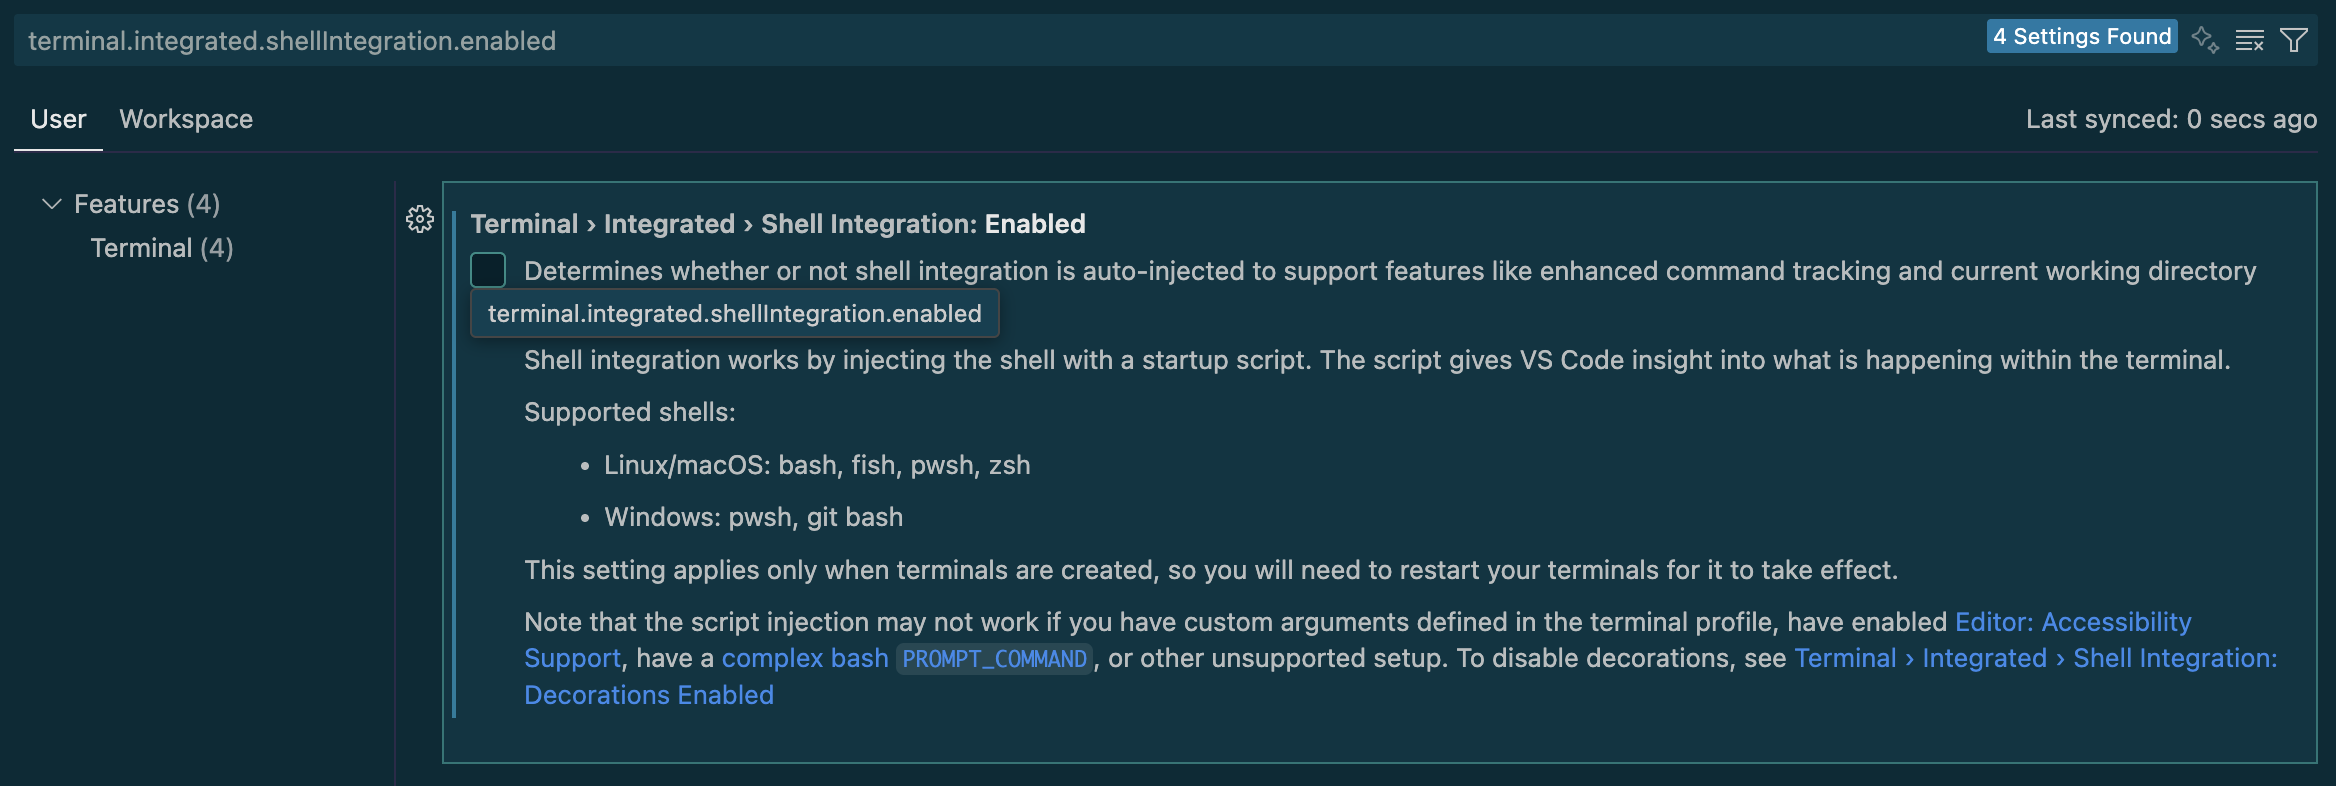 terminal.integrated.shellIntegration.enabled
4 Settings Found
User
Workspace
Last synced: 0 secs ago
Features (4)
Terminal (4)
Terminal › Integrated › Shell Integration: Enabled
Determines whether or not shell integration is auto-injected to support features like enhanced command tracking and current working directory
terminal.integrated.shellIntegration.enabled
Shell integration works by injecting the shell with a startup script. The script gives VS Code insight into what is happening within the terminal.
Supported shells:
• Linux/macOS: bash, fish, pwsh, zsh
• Windows: pwsh, git bash
This setting applies only when terminals are created, so you will need to restart your terminals for it to take effect.
Note that the script injection may not work if you have custom arguments defined in the terminal profile, have enabled Editor: Accessibility
Support, have a complex bash PROMPT_COMMAND, or other unsupported setup. To disable decorations, see Terminal › Integrated › Shell Integration:
Decorations Enabled